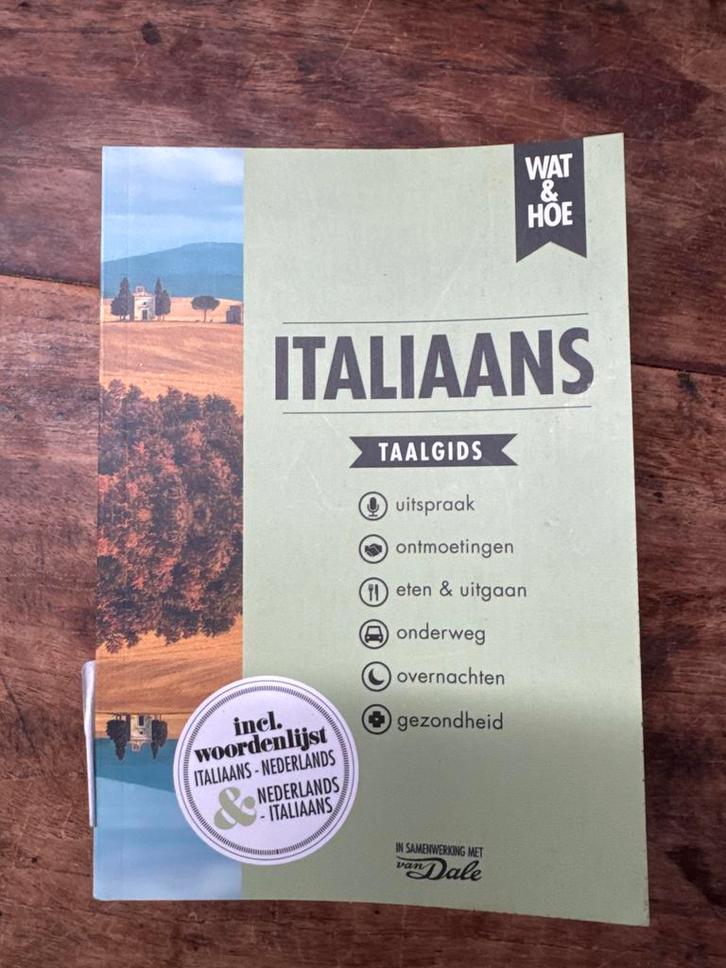 WAT
&
HOE
ITALIAANS
TAALGIDS
uitspraak
ontmoetingen
eten & uitgaan
onderweg
overnachten
gezondheid
incl.
woordenlijst
ITALIAANS - NEDERLANDS
& NEDERLANDS
- ITALIAANS
IN SAMENWERKING MET
van Dale